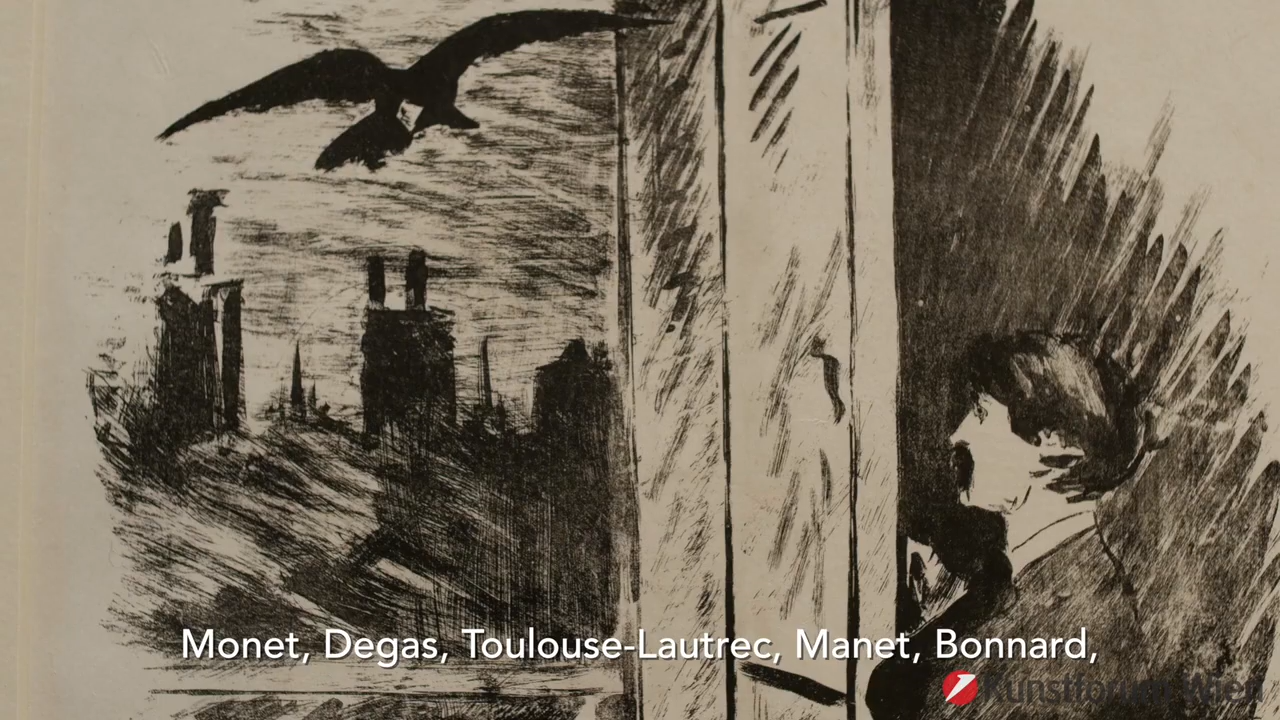 Monet, Degas, Toulouse-Lautrec, Manet, Bonnard,
Kunstforum Wien